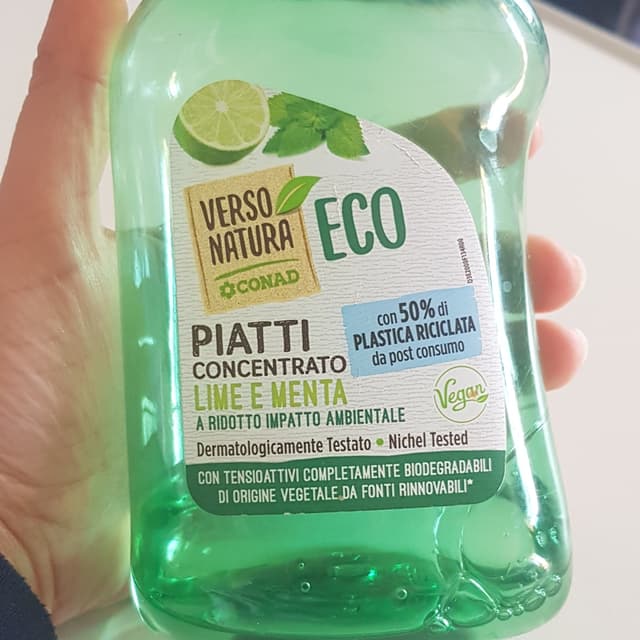 VERSO
NATURA
CONAD
ECO
con 50% di
PLASTICA RICICLATA
da post consumo
PIATTI
CONCENTRATO
LIME E MENTA
A RIDOTTO IMPATTO AMBIENTALE
Vegan
Dermatologicamente Testato • Nichel Tested
CON TENSIOATTIVI COMPLETAMENTE BIODEGRADABILI
DI ORIGINE VEGETALE DA FONTI RINNOVABILI*